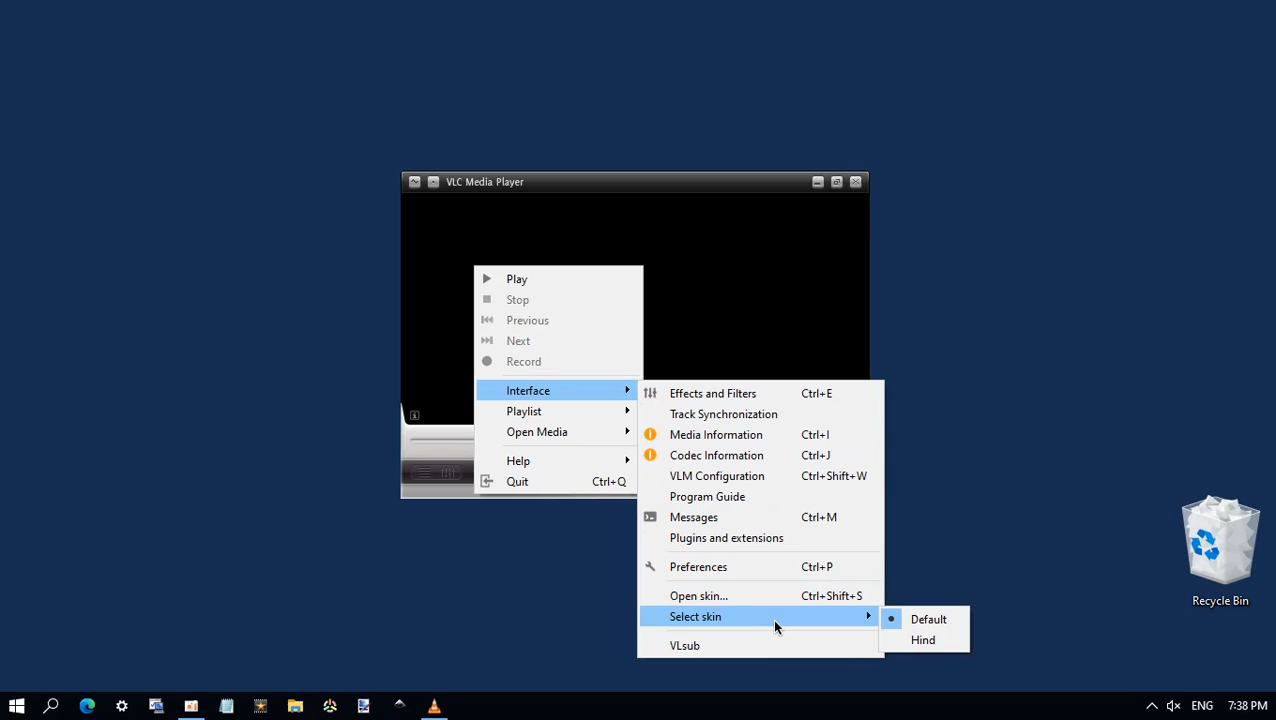 VLC Media Player
Play
Stop
Previous
Next
Record
Interface
Playlist
Open Media
Help
Quit Ctrl+Q
Effects and Filters Ctrl+E
Track Synchronization
Media Information Ctrl+I
Codec Information Ctrl+J
VLM Configuration Ctrl+Shift+W
Program Guide
Messages Ctrl+M
Plugins and extensions
Preferences Ctrl+P
Open skin... Ctrl+Shift+S
Select skin
VLsub
Default
Hind
Recycle Bin
ENG 7:38 PM